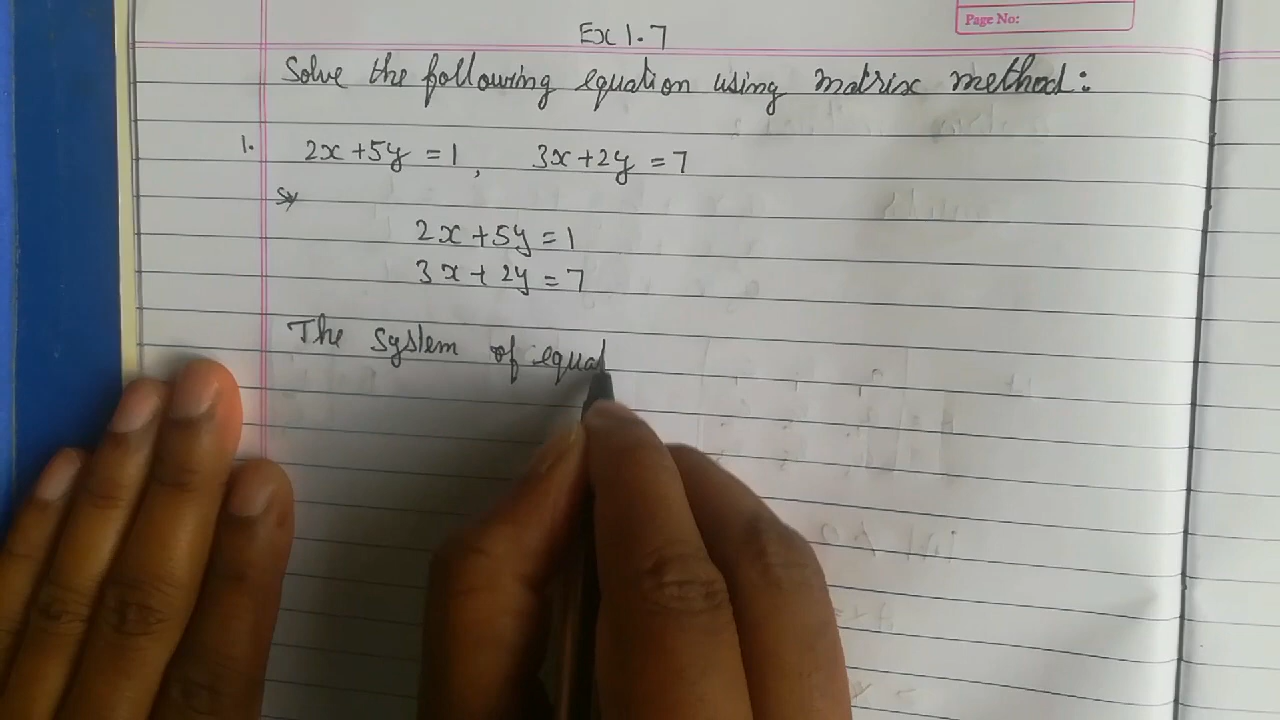 Page No:
Ex 1.7
Solve the following equation using matrix method:
1. 2x+5y=1, 3x+2y=7
2x+5y=1
3x+2y=7
The system of equat